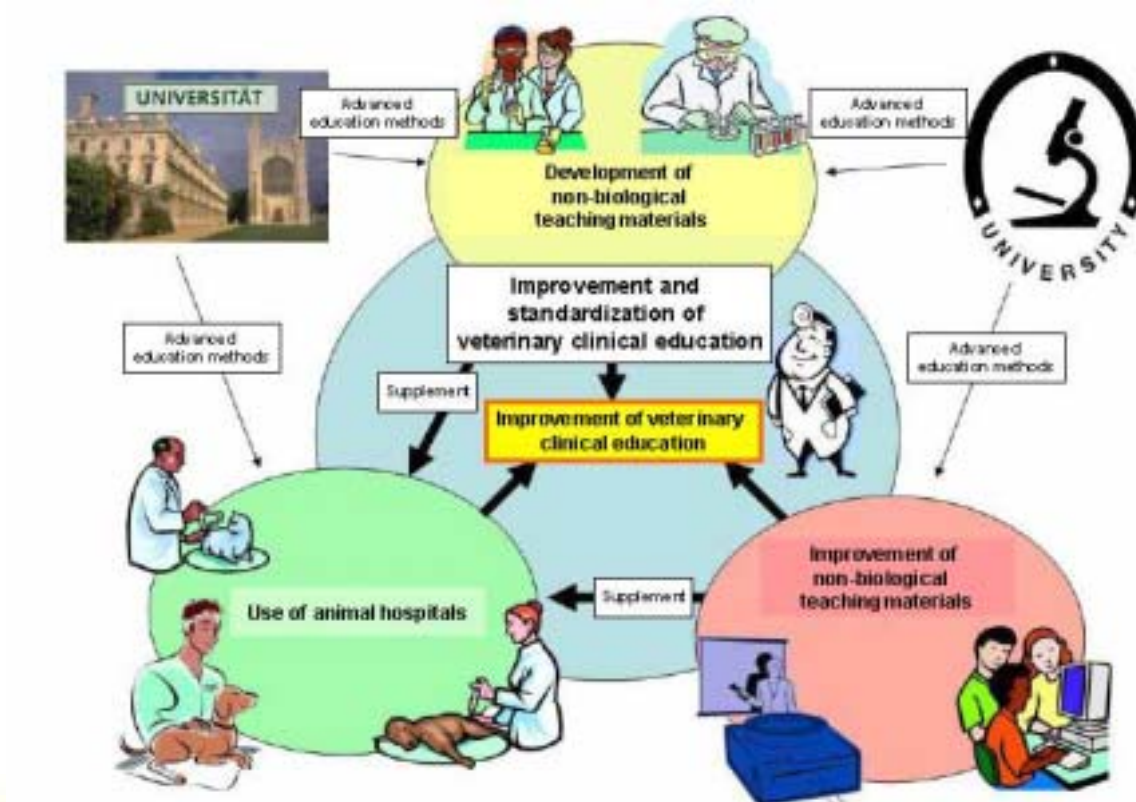 UNIVERSITÄT
Advanced
education methods
Advanced
education methods
Development of
non-biological
teaching materials
UNIVERSITY
Improvement and
standardization of
veterinary clinical education
Advanced
education methods
Advanced
education methods
Supplement
Improvement of veterinary
clinical education
Improvement of
non-biological
teaching materials
Use of animal hospitals
Supplement